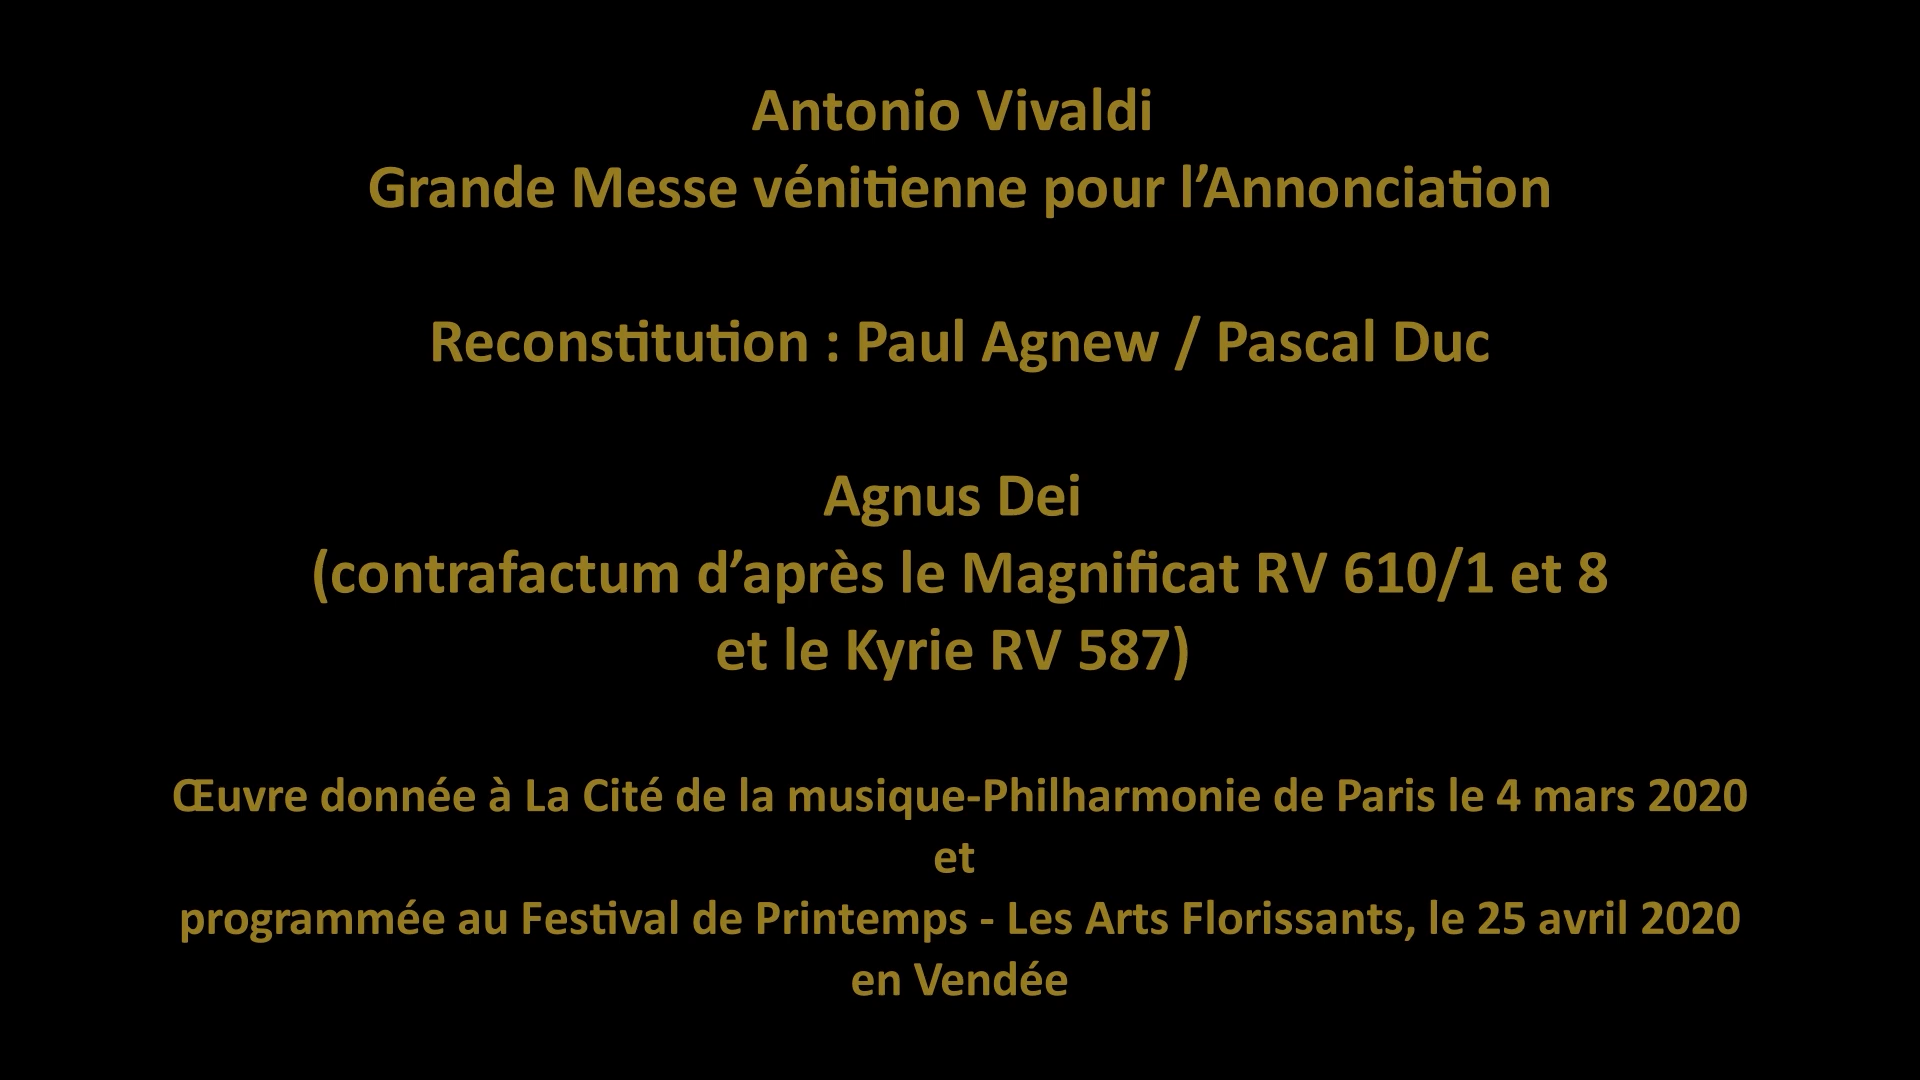 Antonio Vivaldi
Grande Messe vénitienne pour l’Annonciation
Reconstitution : Paul Agnew / Pascal Duc
Agnus Dei
(contrafactum d’après le Magnificat RV 610/1 et 8
et le Kyrie RV 587)
Œuvre donnée à La Cité de la musique-Philharmonie de Paris le 4 mars 2020
et
programmée au Festival de Printemps - Les Arts Florissants, le 25 avril 2020
en Vendée